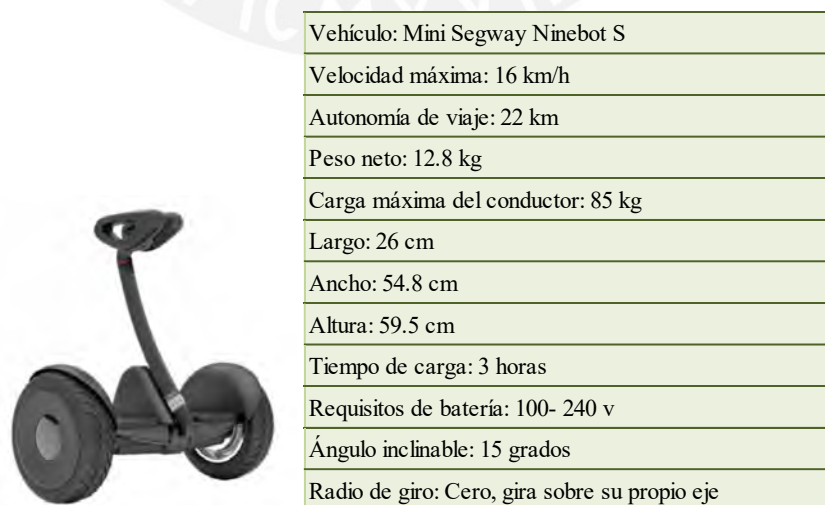 Vehículo: Mini Segway Ninebot S
Velocidad máxima: 16 km/h
Autonomía de viaje: 22 km
Peso neto: 12.8 kg
Carga máxima del conductor: 85 kg
Largo: 26 cm
Ancho: 54.8 cm
Altura: 59.5 cm
Tiempo de carga: 3 horas
Requisitos de batería: 100- 240 v
Ángulo inclinable: 15 grados
Radio de giro: Cero, gira sobre su propio eje